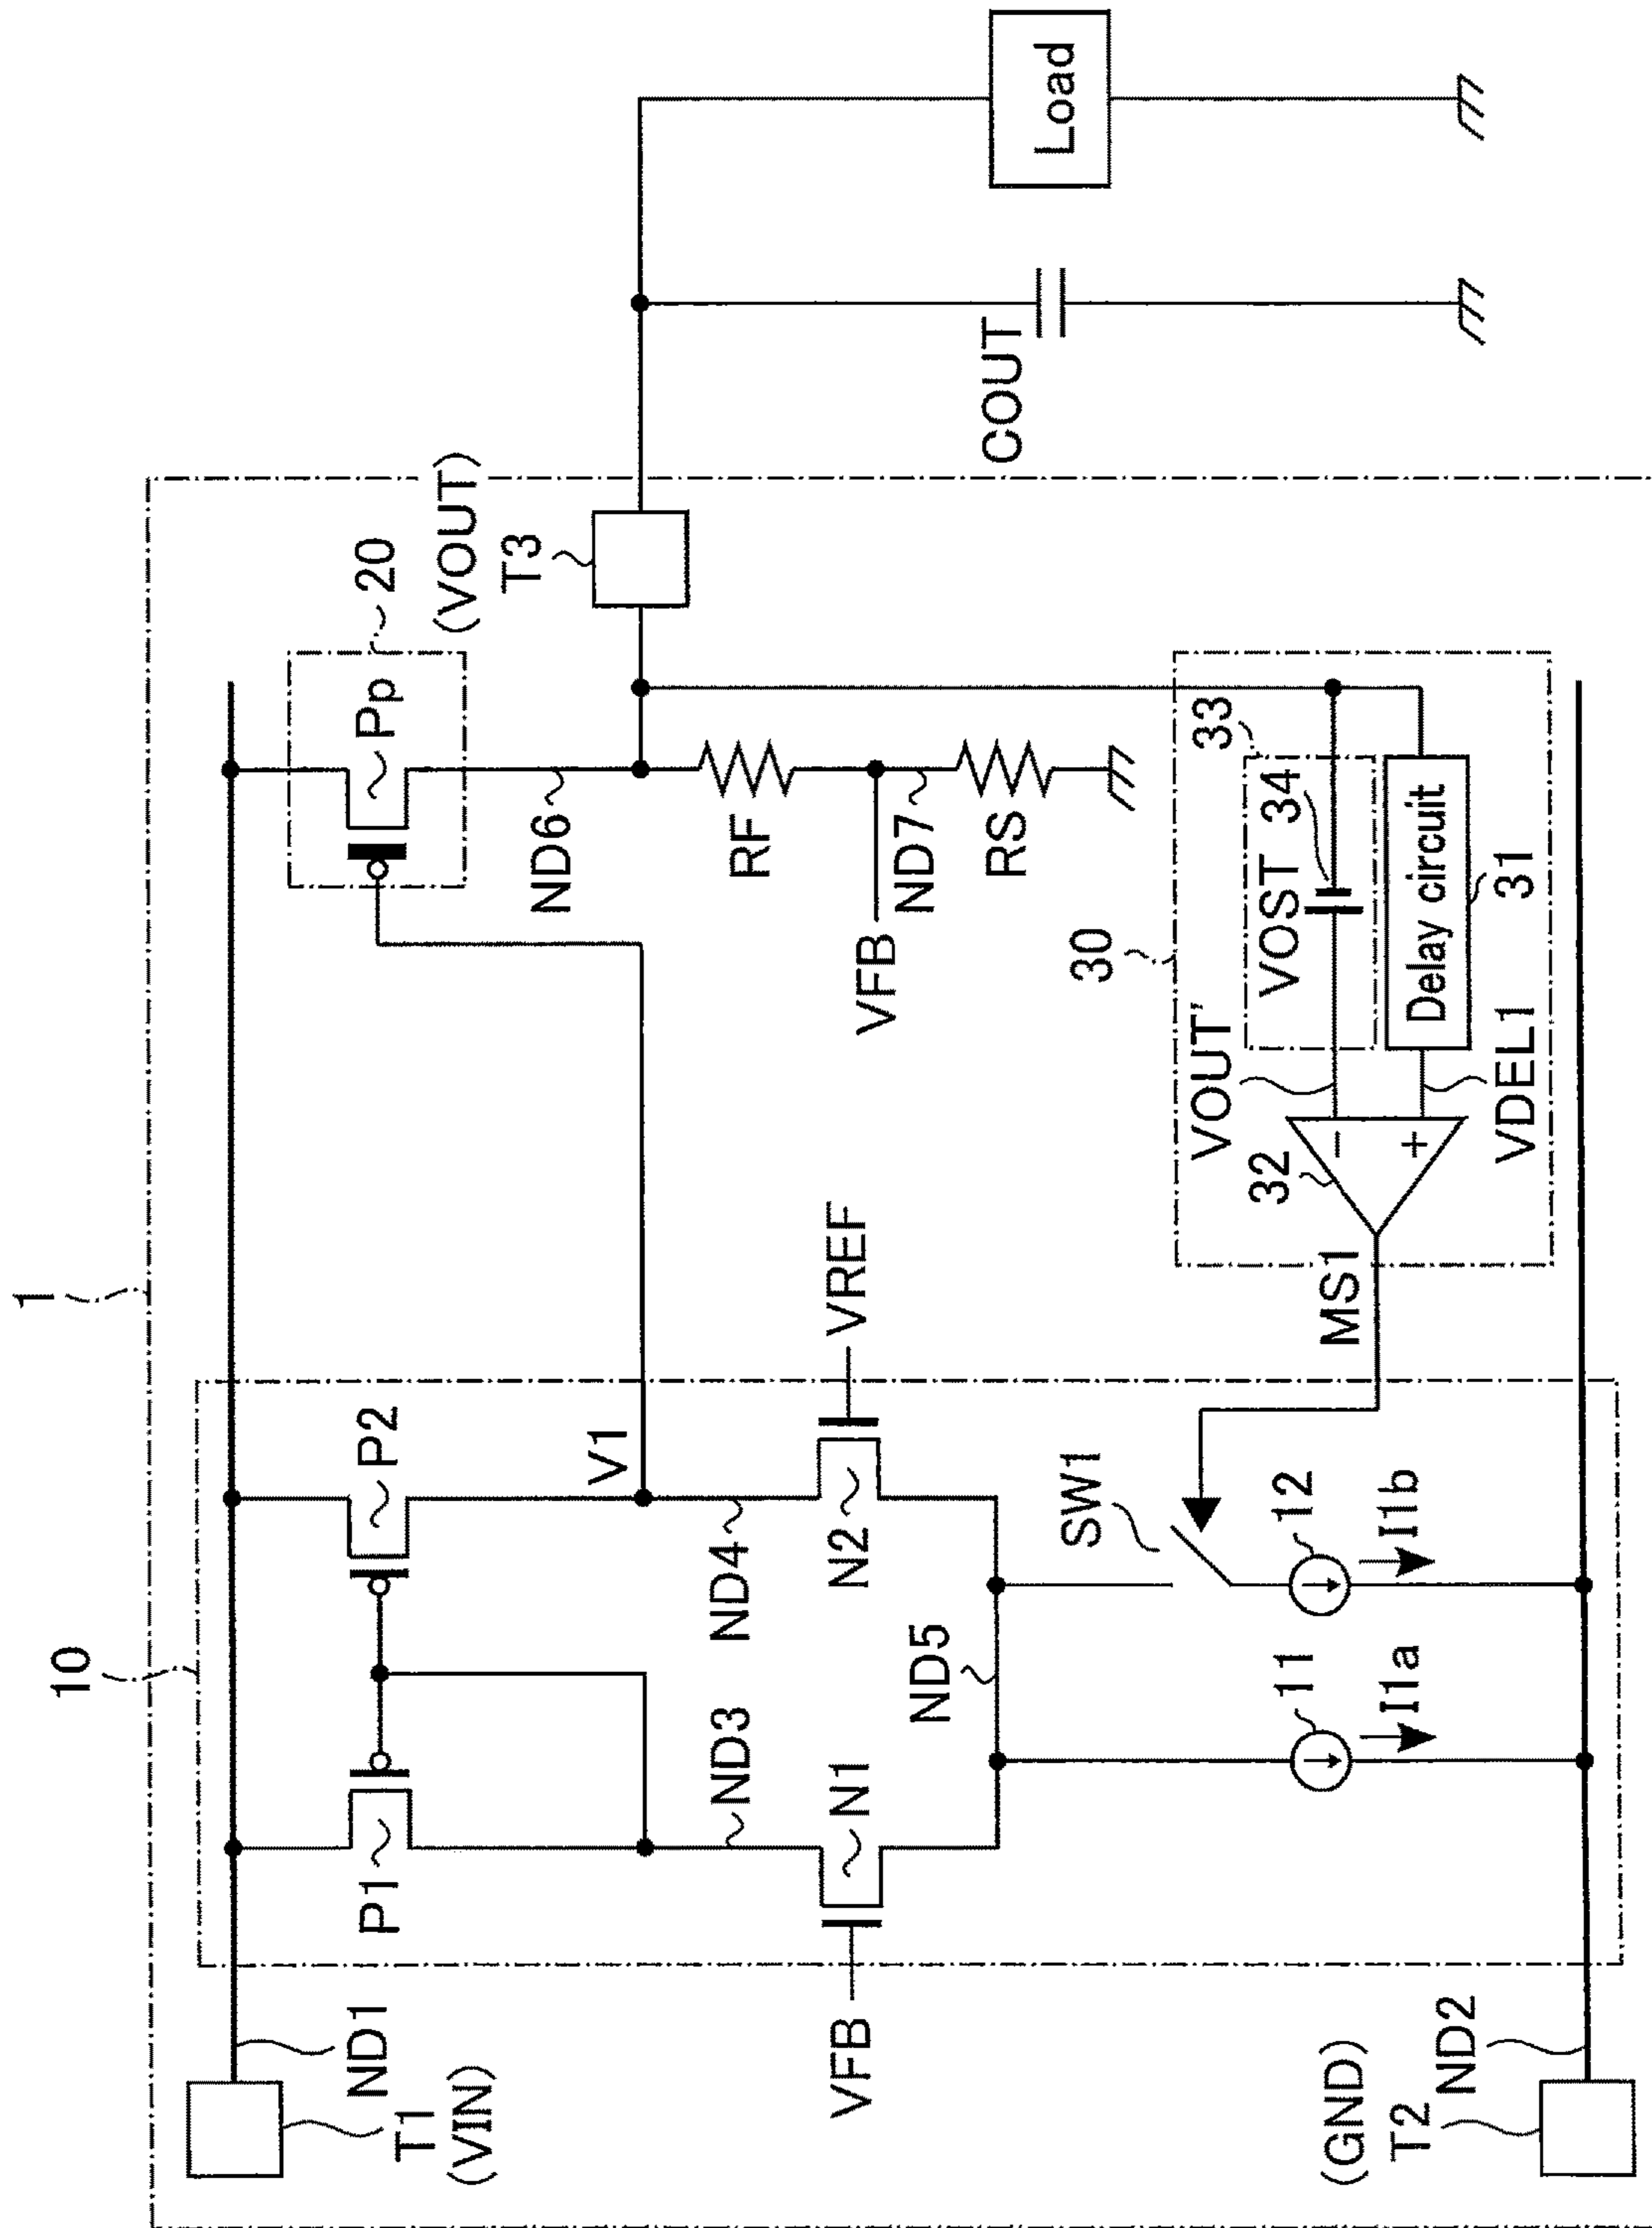 1
10
ND1
T1
(VIN)
P1
P2
20
Pp
(VOUT)
T3
V1
ND3
ND4
ND6
RF
VFB
N1
N2
VREF
VFB
ND7
RS
COUT
Load
ND5
SW1
30
33
VOUT'
VOST
34
32
−
+
Delay circuit
VDEL1
31
MS1
11
12
I1a
I1b
(GND)
T2
ND2